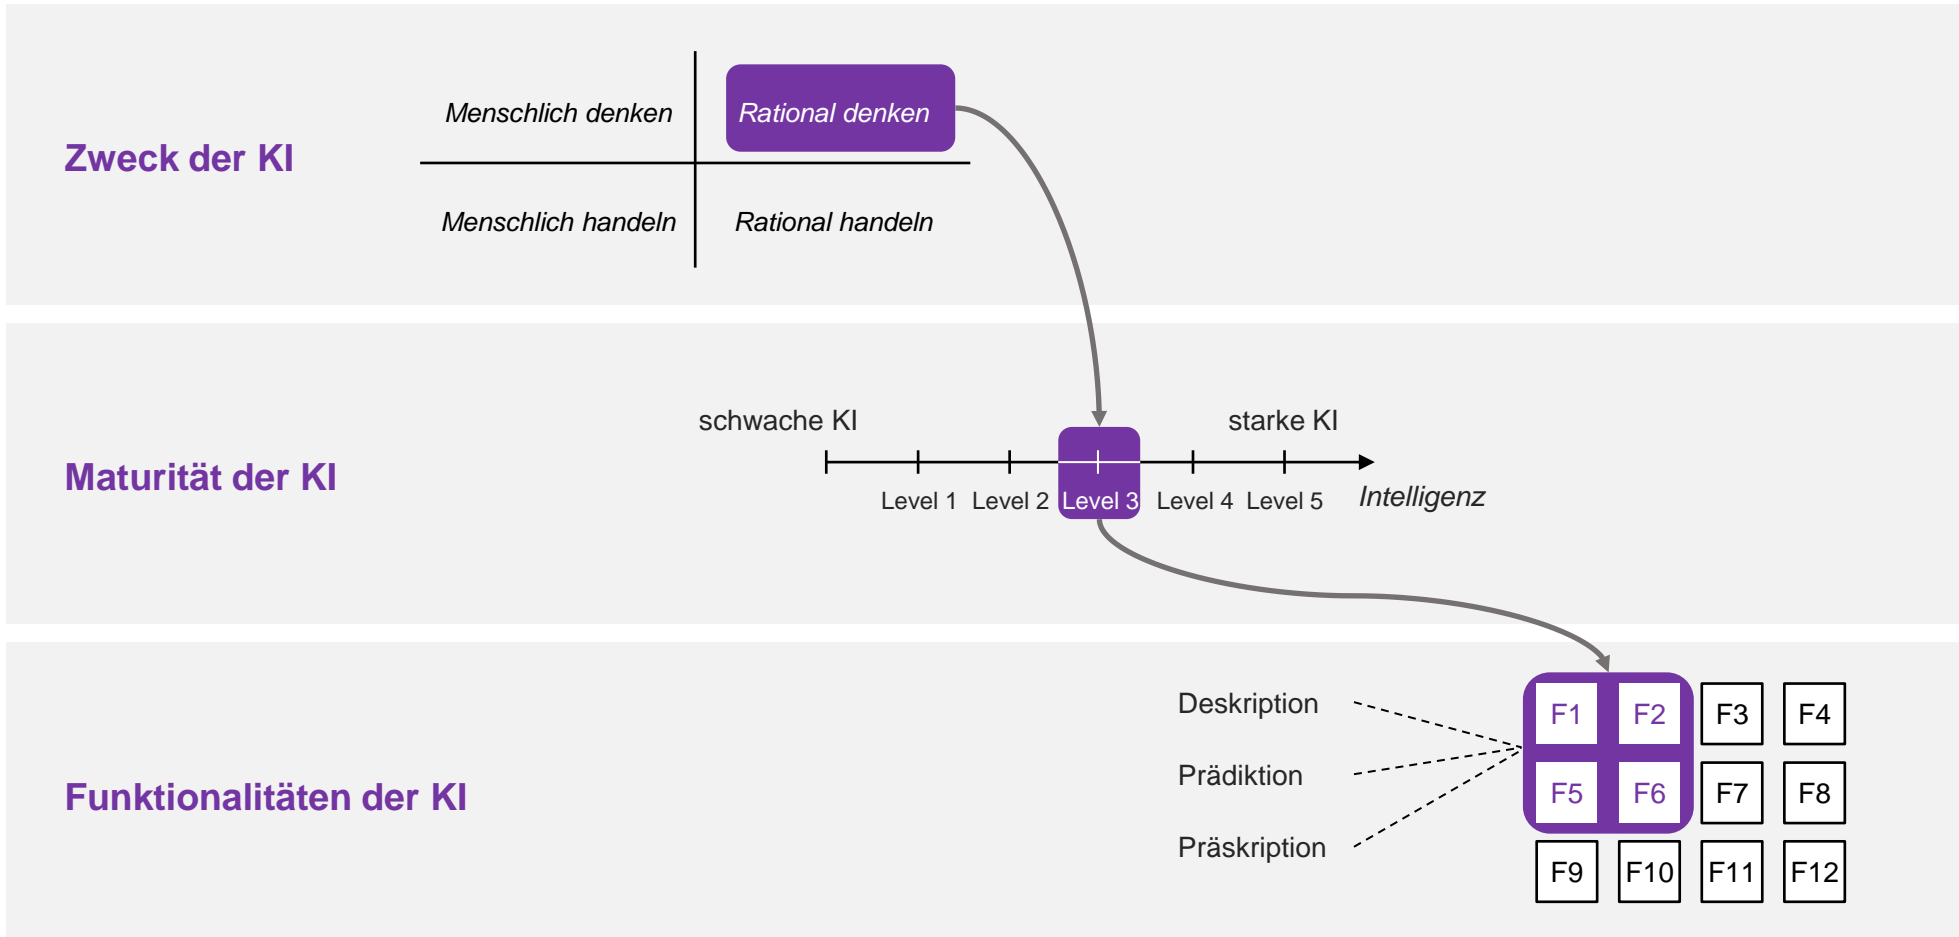 Zweck der KI
Menschlich denken
Rational denken
Menschlich handeln
Rational handeln
Maturität der KI
schwache KI
starke KI
Level 1
Level 2
Level 3
Level 4
Level 5
Intelligenz
Funktionalitäten der KI
Deskription
Prädiktion
Präskription
F1
F2
F3
F4
F5
F6
F7
F8
F9
F10
F11
F12